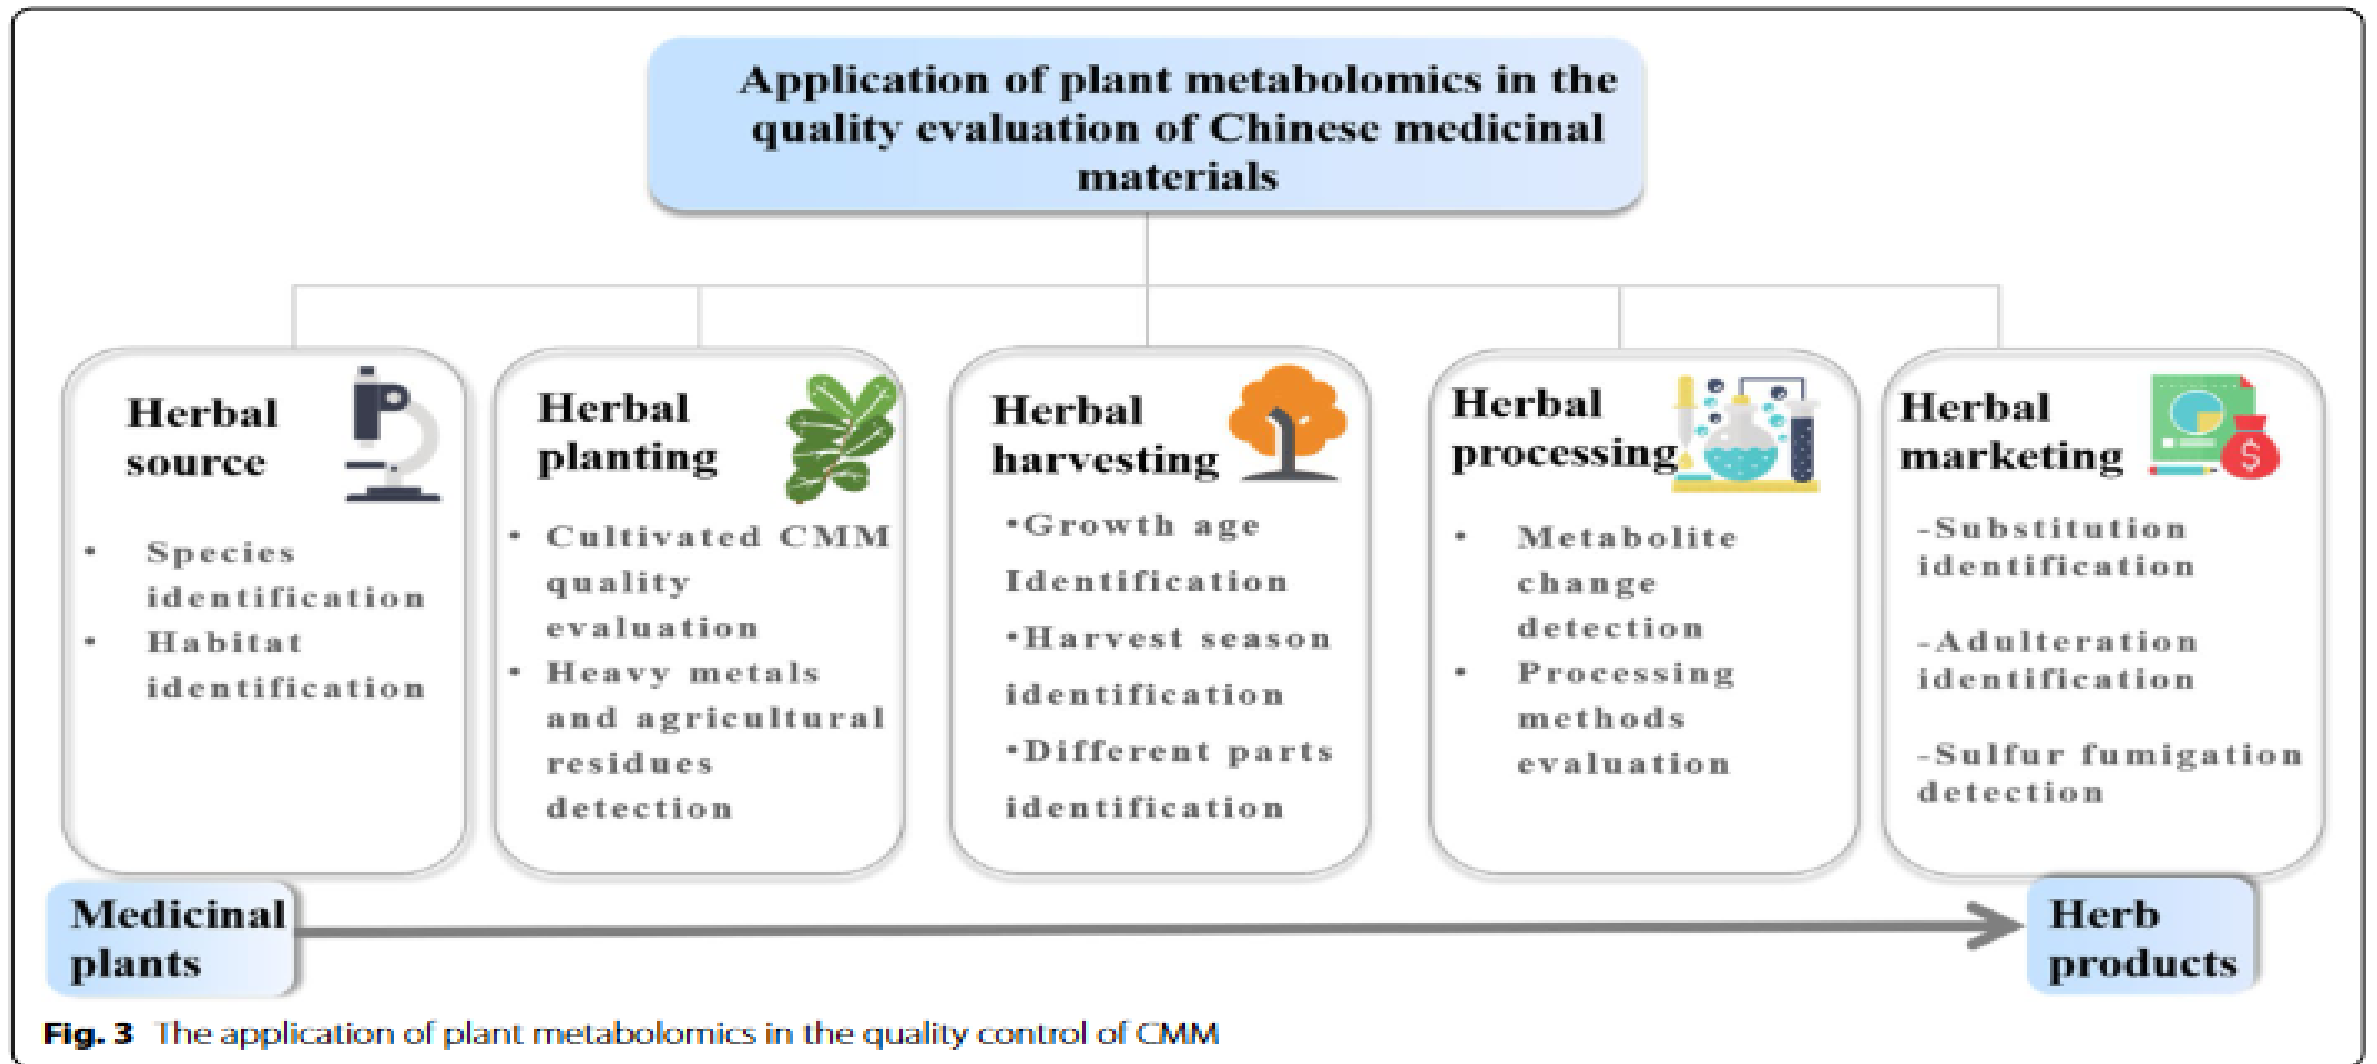 Application of plant metabolomics in the
quality evaluation of Chinese medicinal
materials
Herbal
source
• Species
identification
• Habitat
identification
Herbal
planting
• Cultivated CMM
quality
evaluation
• Heavy metals
and agricultural
residues
detection
Herbal
harvesting
•Growth age
Identification
•Harvest season
identification
•Different parts
identification
Herbal
processing
• Metabolite
change
detection
• Processing
methods
evaluation
Herbal
marketing
$
-Substitution
identification
-Adulteration
identification
-Sulfur fumigation
detection
Medicinal
plants
Herb
products
Fig. 3 The application of plant metabolomics in the quality control of CMM